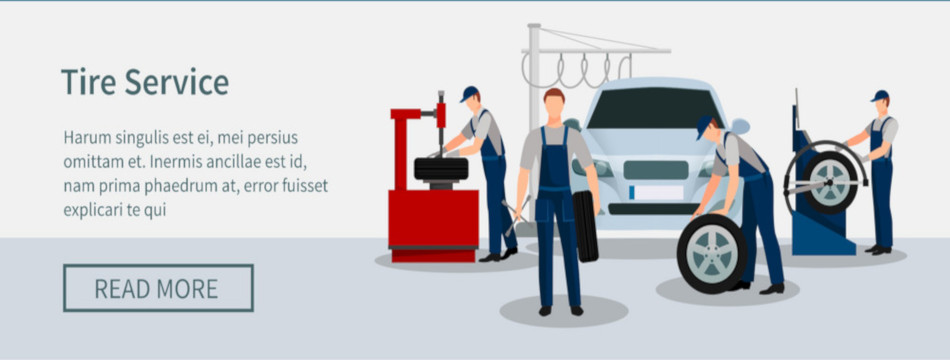 Tire Service
Harum singulis est ei, mei persius
omittam et. Inermis ancillae est id,
nam prima phaedrum at, error fuisset
explicari te qui
READ MORE